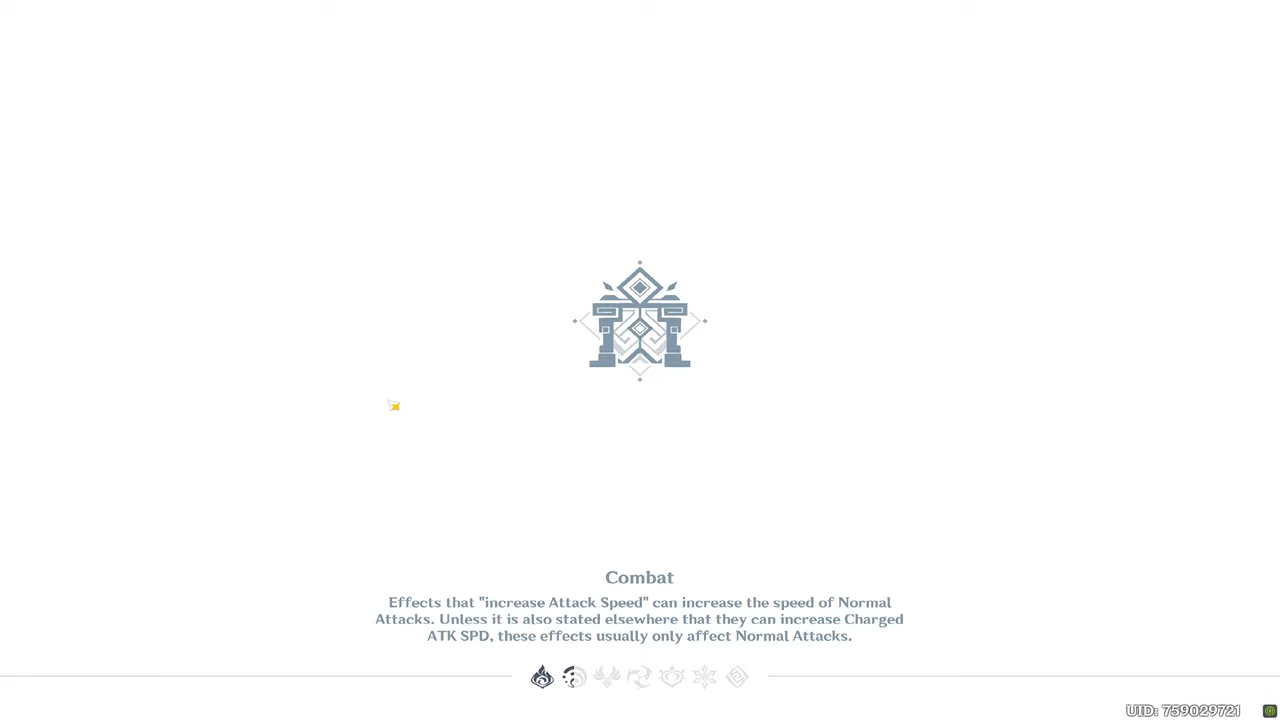 Combat
Effects that "increase Attack Speed" can increase the speed of Normal
Attacks. Unless it is also stated elsewhere that they can increase Charged
ATK SPD, these effects usually only affect Normal Attacks.
UID: 759029721